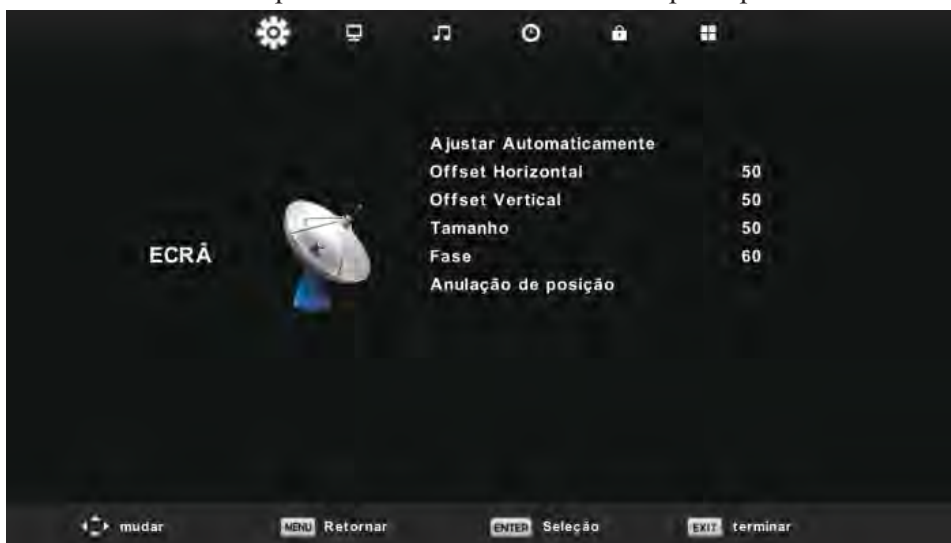 ECRÂ
Ajustar Automaticamente
Offset Horizontal 50
Offset Vertical 50
Tamanho 50
Fase 60
Anulação de posição
mudar MENU Retornar ENTER Seleção EXIT terminar